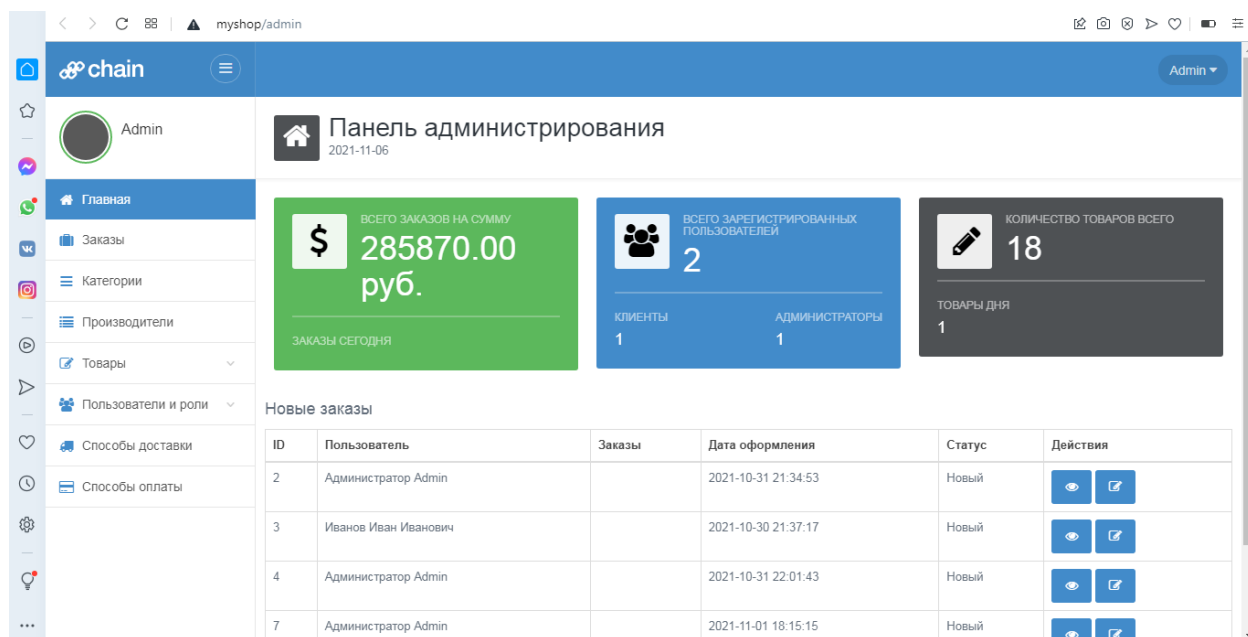 myshop/admin
chain
Admin
Admin
Панель администрирования
2021-11-06
Главная
Заказы
Категории
Производители
Товары
Пользователи и роли
Способы доставки
Способы оплаты
$
ВСЕГО ЗАКАЗОВ НА СУММУ
285870.00
руб.
ЗАКАЗЫ СЕГОДНЯ
ВСЕГО ЗАРЕГИСТРИРОВАННЫХ
ПОЛЬЗОВАТЕЛЕЙ
2
КЛИЕНТЫ АДМИНИСТРАТОРЫ
1 1
КОЛИЧЕСТВО ТОВАРОВ ВСЕГО
18
ТОВАРЫ ДНЯ
1
Новые заказы
ID Пользователь Заказы Дата оформления Статус Действия
2 Администратор Admin 2021-10-31 21:34:53 Новый
3 Иванов Иван Иванович 2021-10-30 21:37:17 Новый
4 Администратор Admin 2021-10-31 22:01:43 Новый
7 Администратор Admin 2021-11-01 18:15:15 Новый